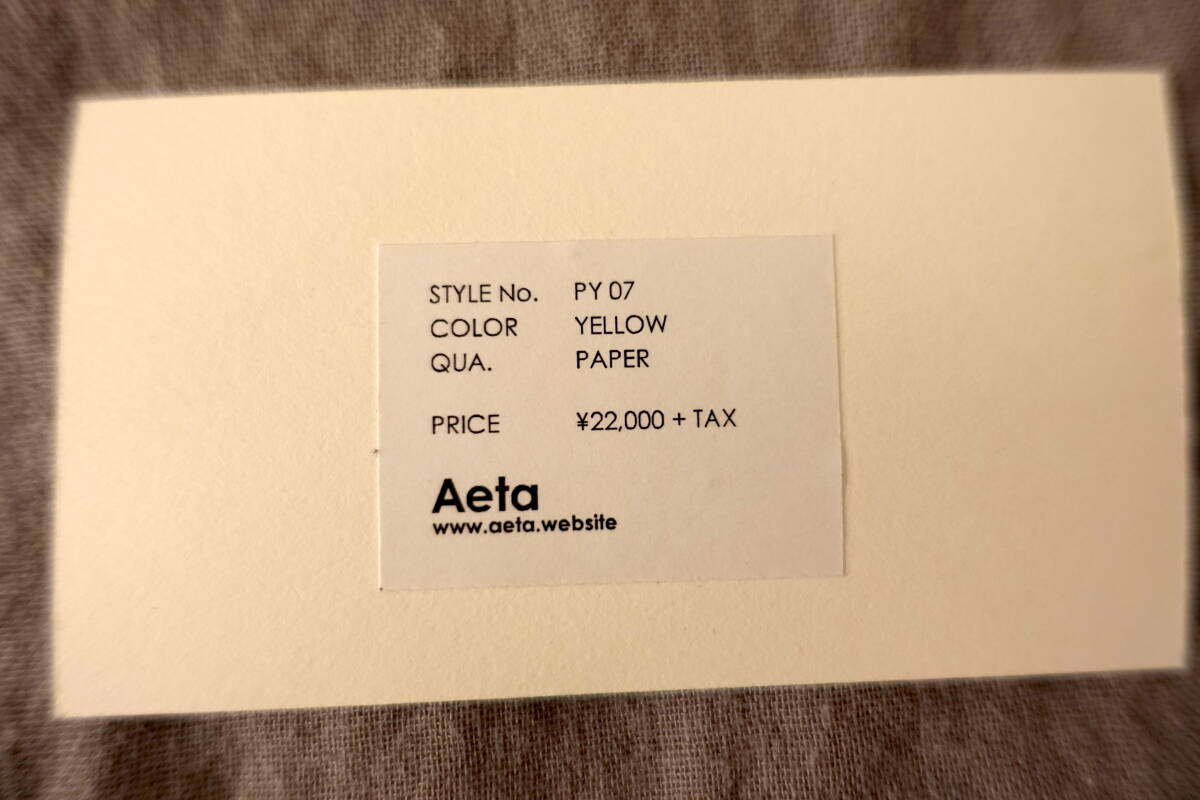 STYLE No. PY 07
COLOR YELLOW
QUA. PAPER
PRICE ¥22,000 + TAX
Aeta
www.aeta.website